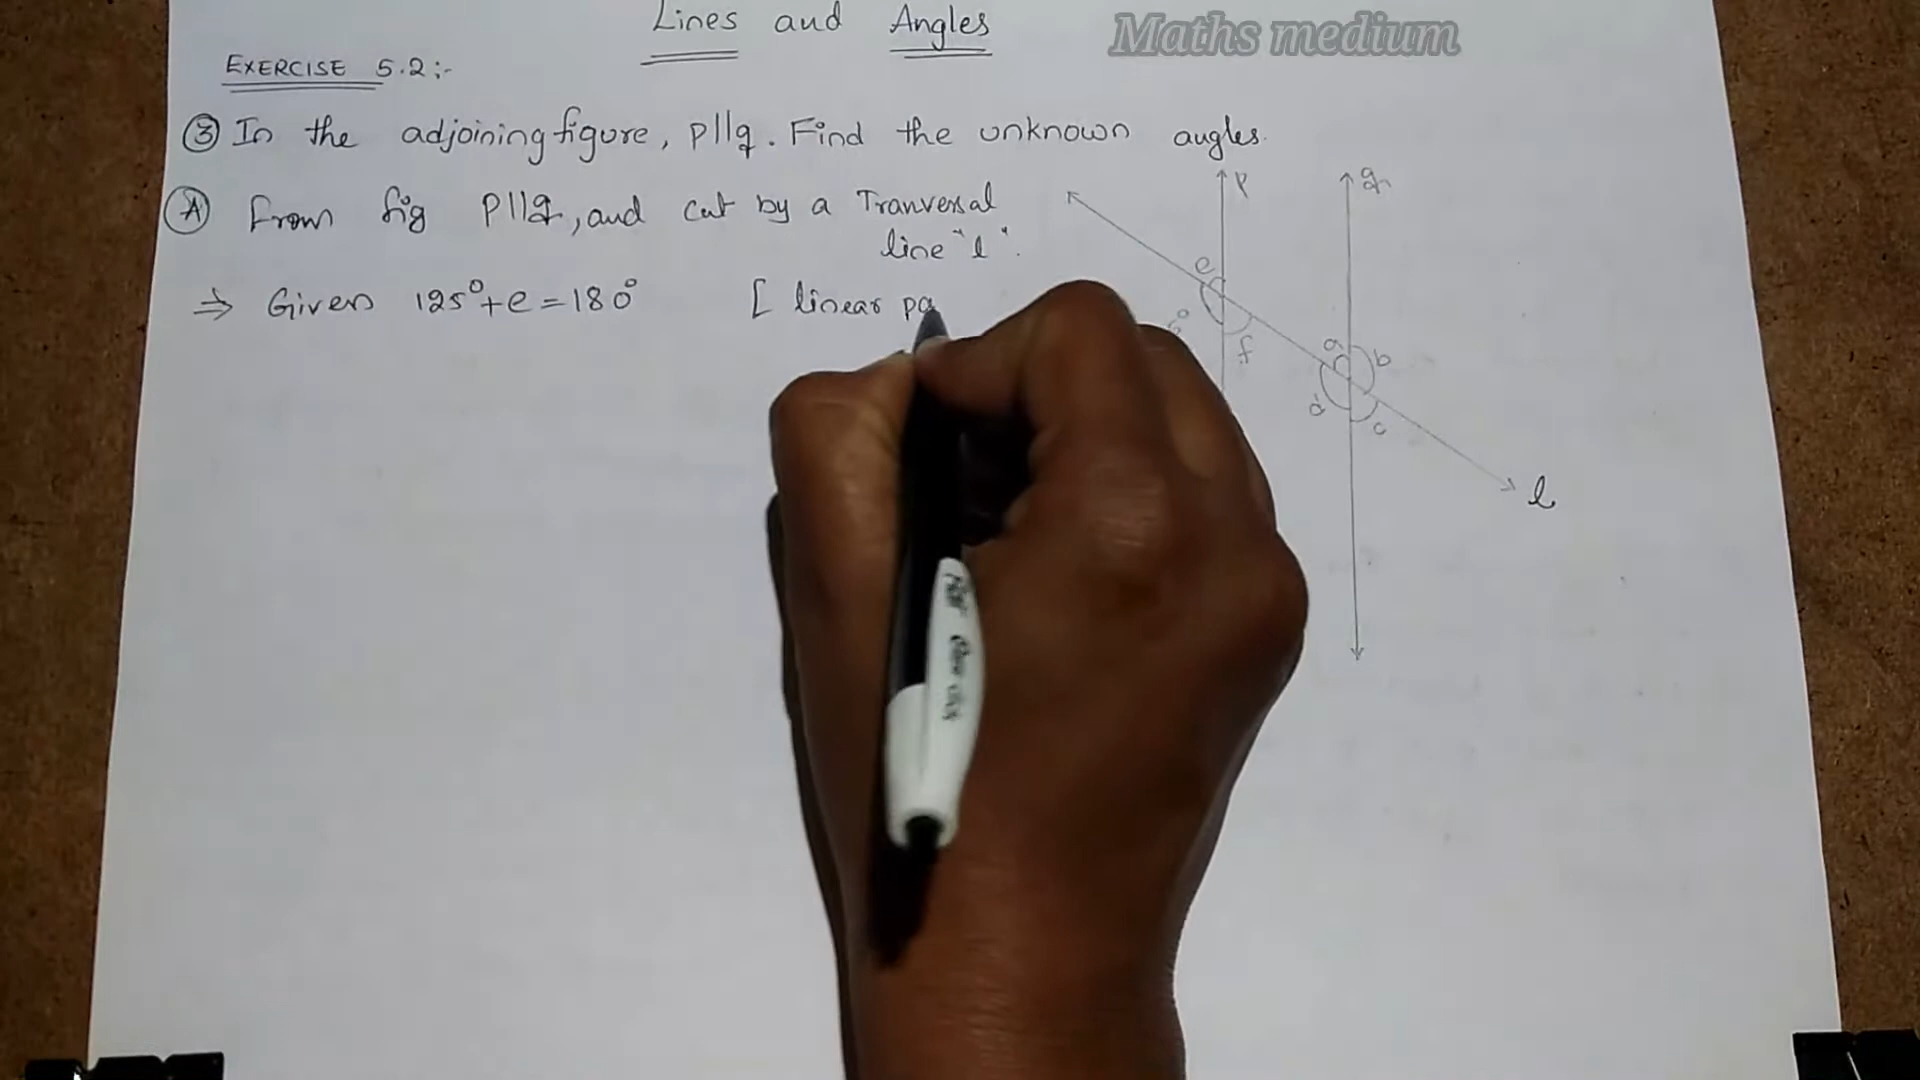 Lines and Angles
Maths medium
EXERCISE 5.2:-
③ In the adjoining figure, p||q. Find the unknown angles.
Ⓐ From fig P||q, and cut by a Tranversal
line "l".
⇒ Given 125°+e=180° [ linear pa
p
q
e
f
a
b
d
c
l